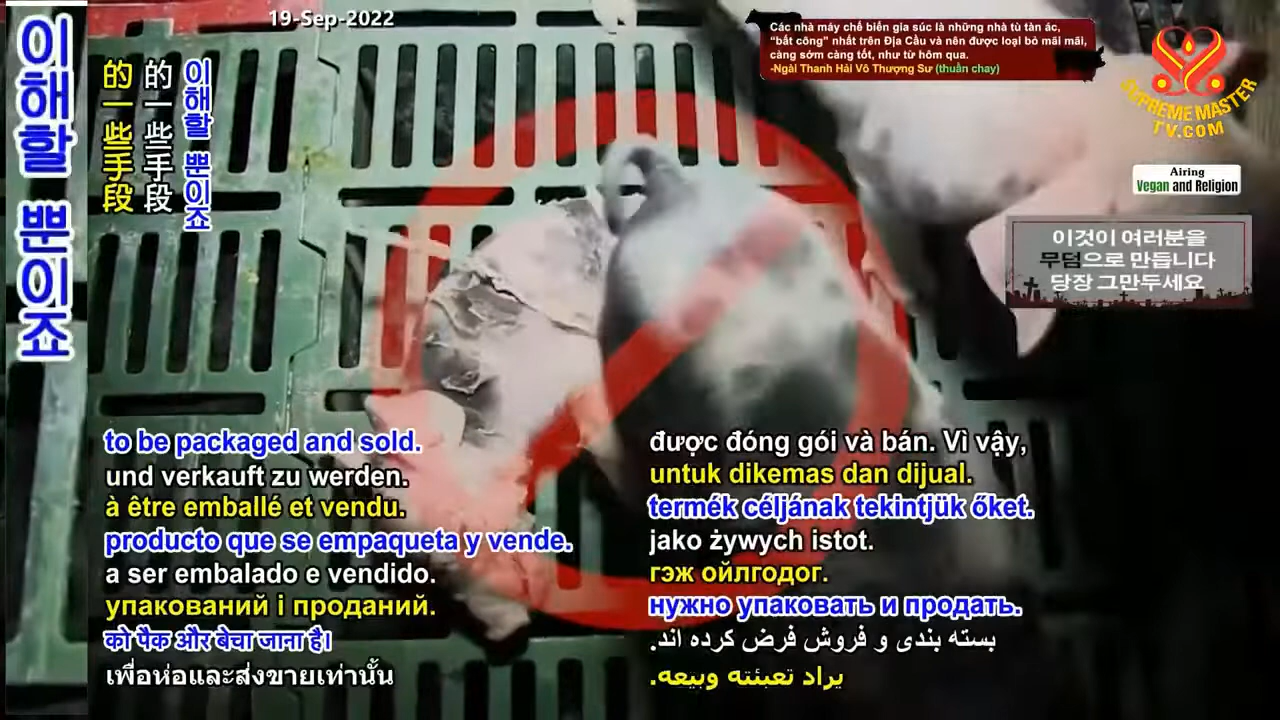 19-Sep-2022
이해할 뿐이죠
的一些手段
的一些手段
이해할 뿐이죠
Các nhà máy chế biến gia súc là những nhà tù tàn ác,
“bất công” nhất trên Địa Cầu và nên được loại bỏ mãi mãi,
càng sớm càng tốt, như từ hôm qua.
-Ngài Thanh Hải Vô Thượng Sư (thuần chay)
SUPREME MASTER
TV.COM
Airing
Vegan and Religion
이것이 여러분을
무덤으로 만듭니다
당장 그만두세요
to be packaged and sold.
und verkauft zu werden.
à être emballé et vendu.
producto que se empaqueta y vende.
a ser embalado e vendido.
упакований і проданий.
को पैक और बेचा जाना है।
เพื่อห่อและส่งขายเท่านั้น
được đóng gói và bán. Vì vậy,
untuk dikemas dan dijual.
termék céljának tekintjük őket.
jako żywych istot.
гэж ойлгодог.
нужно упаковать и продать.
بسته بندی و فروش فرض کرده اند.
يراد تعبئته وبيعه.